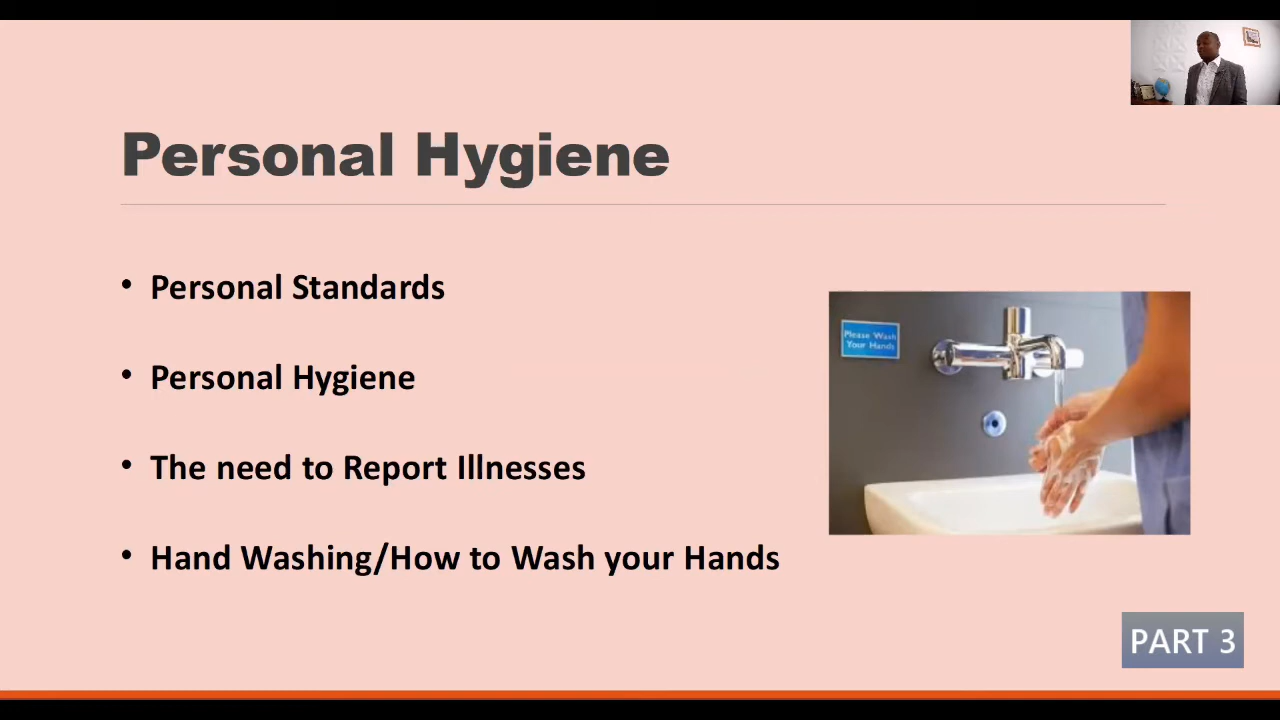 Personal Hygiene
• Personal Standards
• Personal Hygiene
• The need to Report Illnesses
• Hand Washing/How to Wash your Hands
Please Wash
Your Hands
PART 3